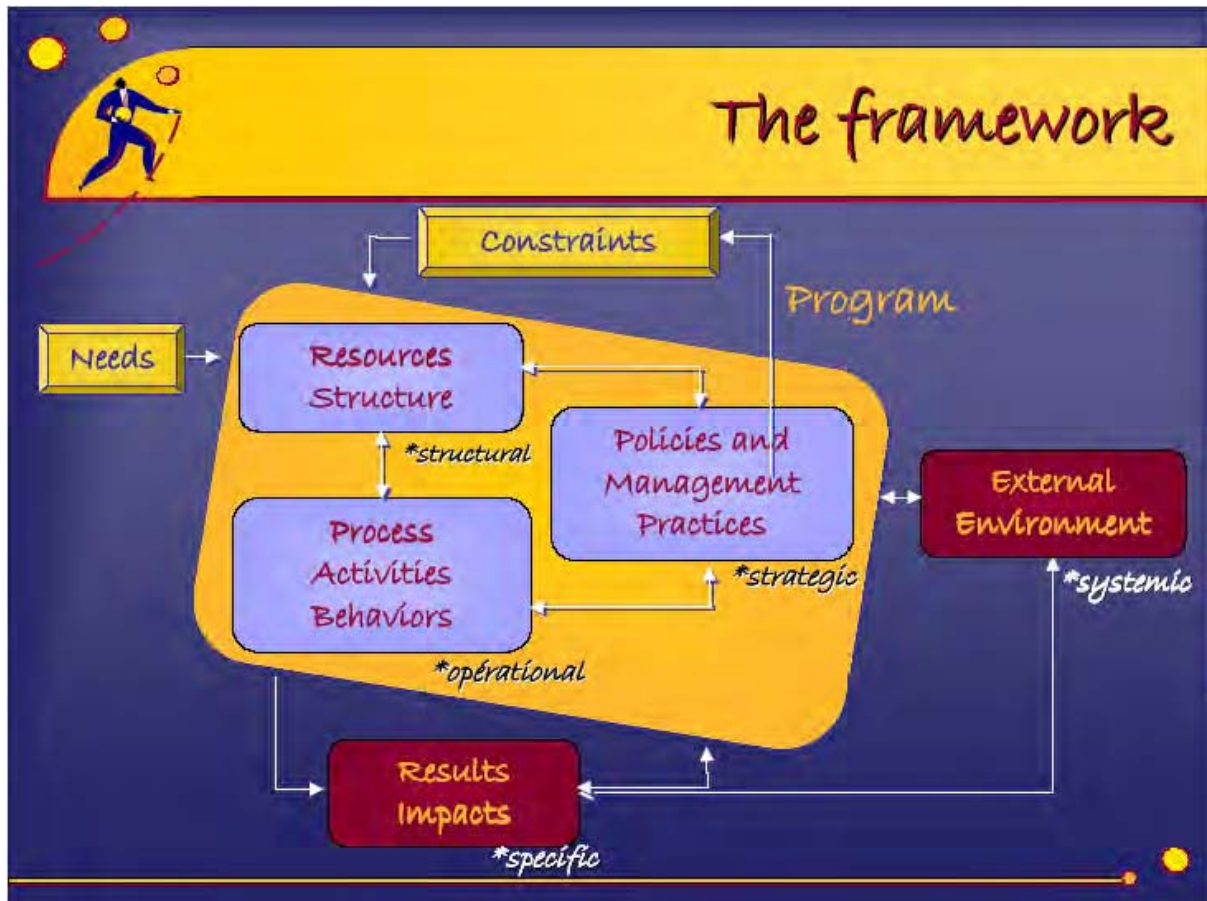 The framework
Constraints
Program
Needs
Resources
Structure
*structural
Policies and
Management
Practices
*strategic
Process
Activities
Behaviors
*opérational
External
Environment
*systemic
Results
Impacts
*specific